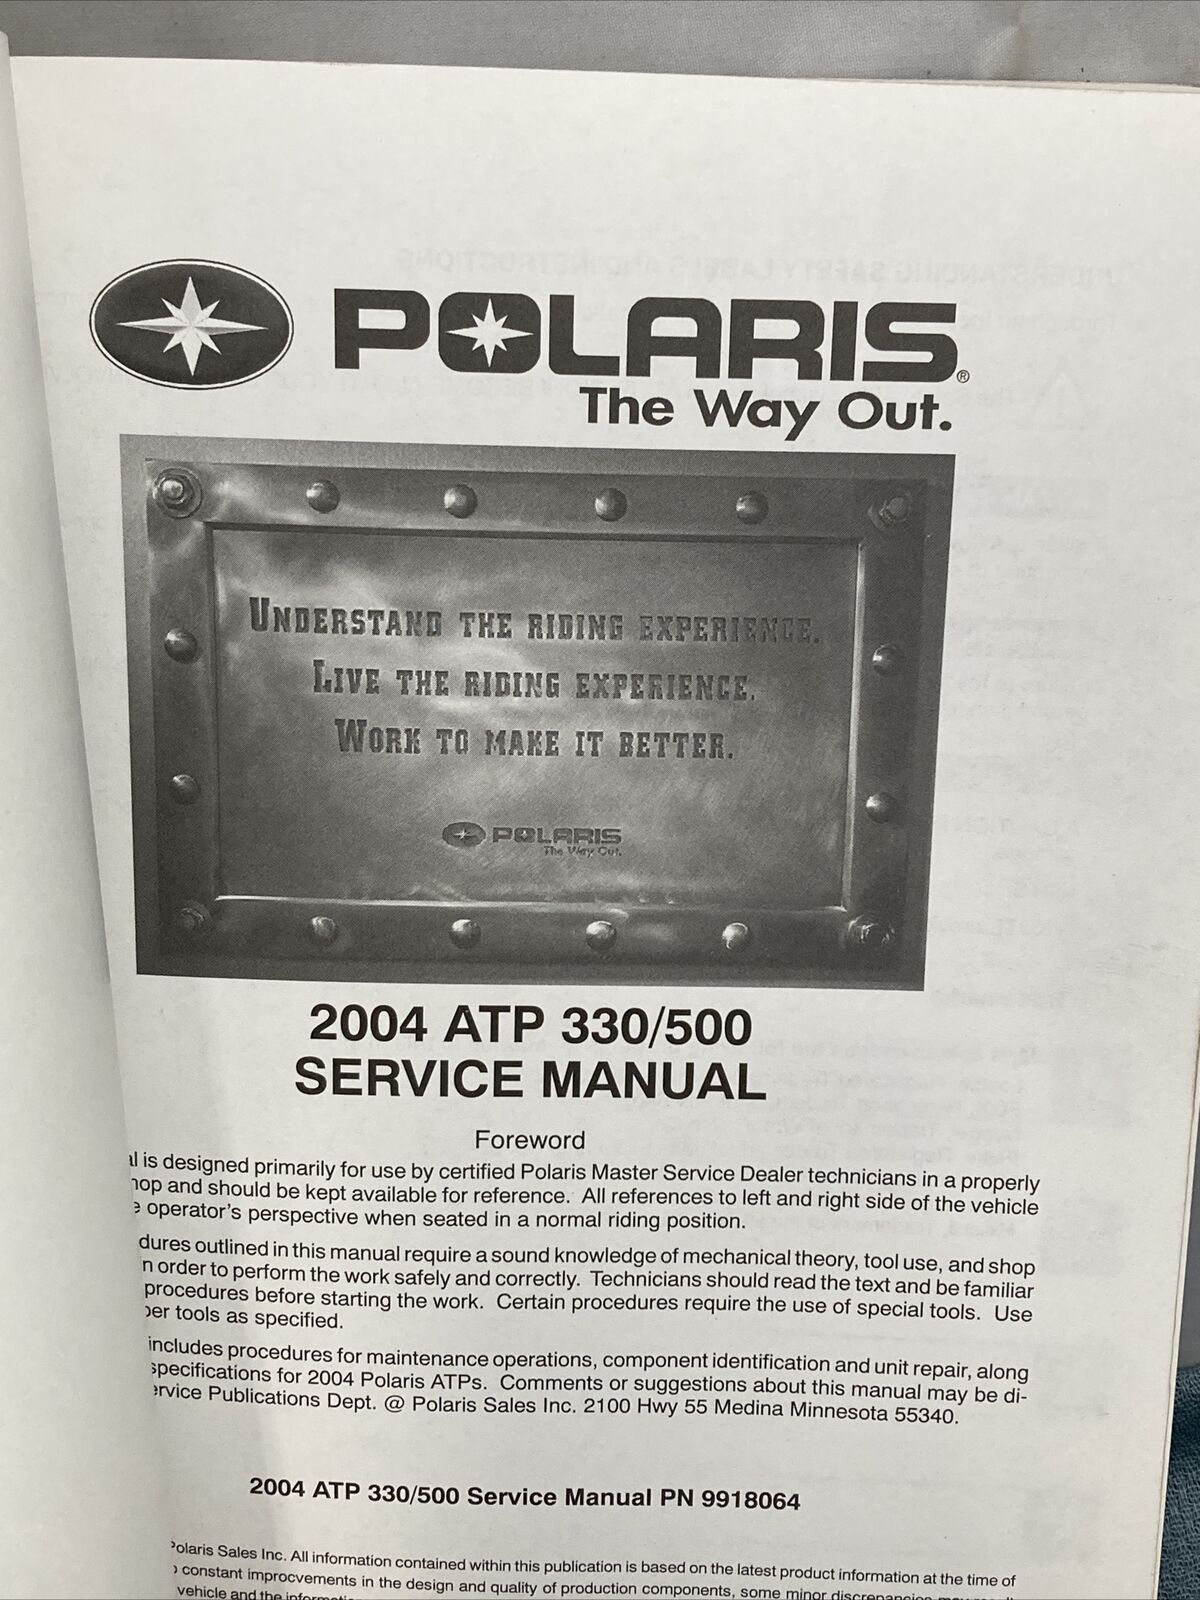 POLARIS®
The Way Out.
UNDERSTAND THE RIDING EXPERIENCE.
LIVE THE RIDING EXPERIENCE.
WORK TO MAKE IT BETTER.
POLARIS
The Way Out.
2004 ATP 330/500
SERVICE MANUAL
Foreword
al is designed primarily for use by certified Polaris Master Service Dealer technicians in a properly
hop and should be kept available for reference. All references to left and right side of the vehicle
e operator's perspective when seated in a normal riding position.
dures outlined in this manual require a sound knowledge of mechanical theory, tool use, and shop
n order to perform the work safely and correctly. Technicians should read the text and be familiar
procedures before starting the work. Certain procedures require the use of special tools. Use
per tools as specified.
includes procedures for maintenance operations, component identification and unit repair, along
specifications for 2004 Polaris ATPs. Comments or suggestions about this manual may be di-
ervice Publications Dept. @ Polaris Sales Inc. 2100 Hwy 55 Medina Minnesota 55340.
2004 ATP 330/500 Service Manual PN 9918064
Polaris Sales Inc. All information contained within this publication is based on the latest product information at the time of
o constant improcvements in the design and quality of production components, some minor discrepancies may result
vehicle and the